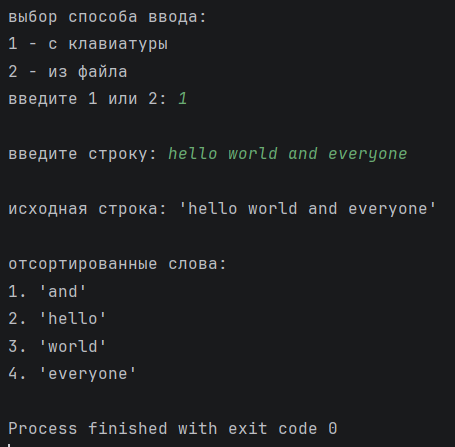 выбор способа ввода:
1 - с клавиатуры
2 - из файла
введите 1 или 2: 1
введите строку: hello world and everyone
исходная строка: 'hello world and everyone'
отсортированные слова:
1. 'and'
2. 'hello'
3. 'world'
4. 'everyone'
Process finished with exit code 0